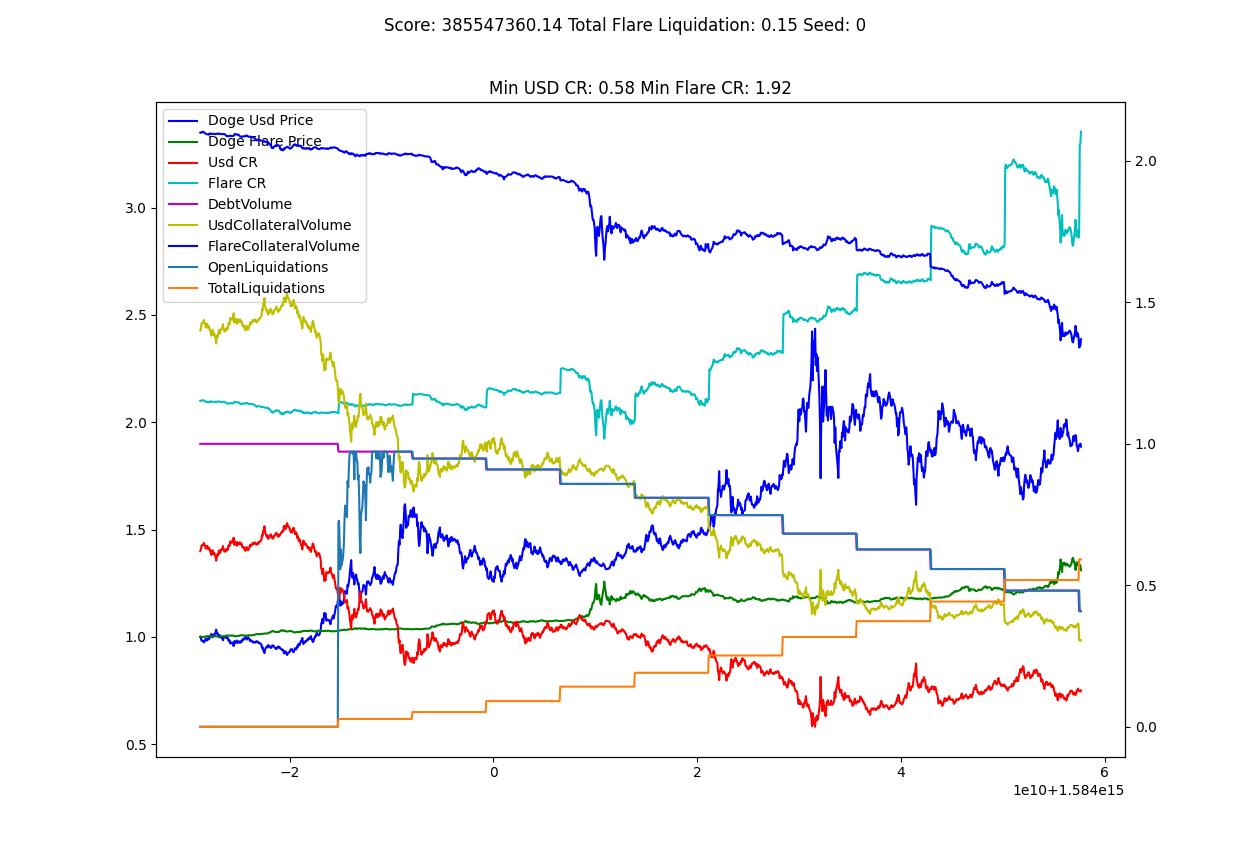 Score: 385547360.14 Total Flare Liquidation: 0.15 Seed: 0
Min USD CR: 0.58 Min Flare CR: 1.92
Doge Usd Price
Doge Flare Price
Usd CR
Flare CR
DebtVolume
UsdCollateralVolume
FlareCollateralVolume
OpenLiquidations
TotalLiquidations
3.0
2.5
2.0
1.5
1.0
0.5
2.0
1.5
1.0
0.5
0.0
−2
0
2
4
6
1e10+1.584e15